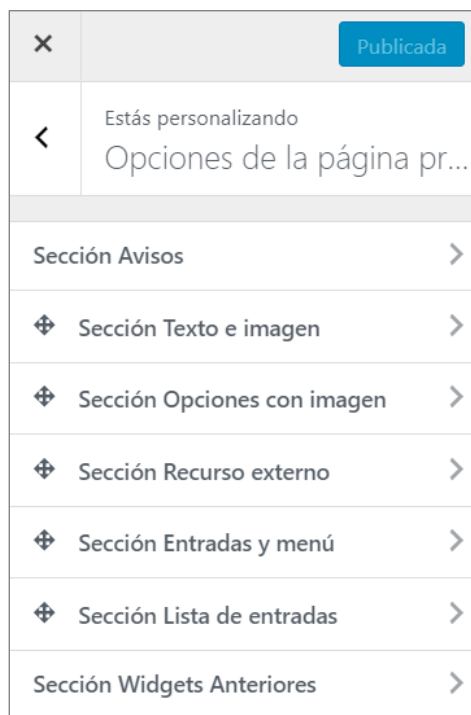 Publicada
Estás personalizando
Opciones de la página pr...
Sección Avisos
Sección Texto e imagen
Sección Opciones con imagen
Sección Recurso externo
Sección Entradas y menú
Sección Lista de entradas
Sección Widgets Anteriores